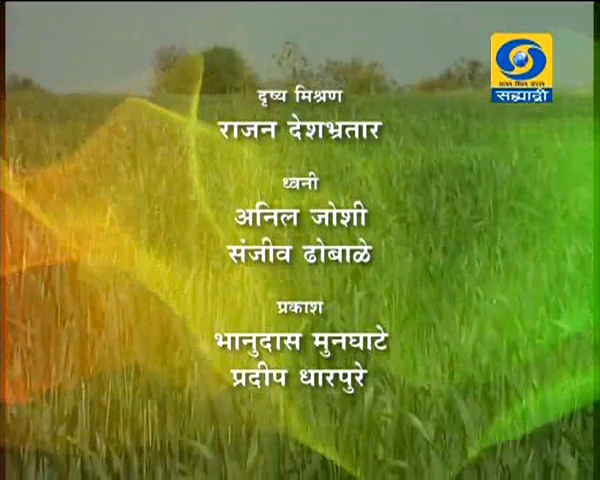 सह्याद्री
दृष्य मिश्रण
राजन देशभ्रतार
ध्वनी
अनिल जोशी
संजीव ढोबाळे
प्रकाश
भानुदास मुनघाटे
प्रदीप धारपुरे